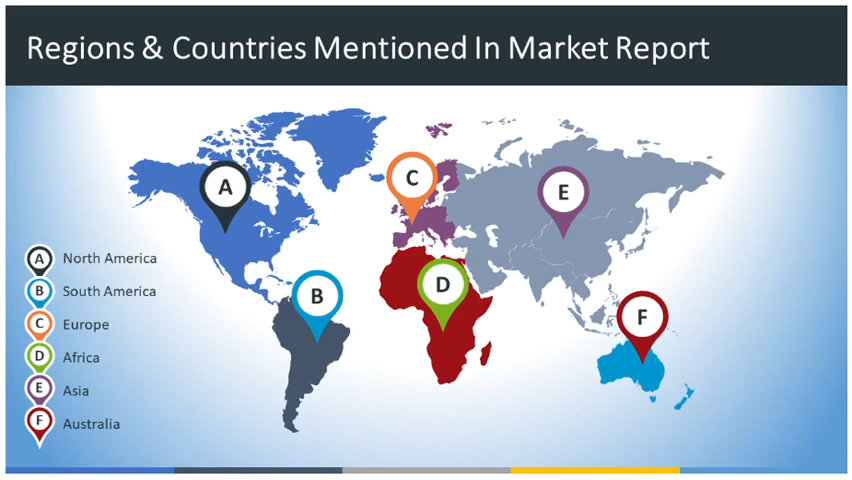 Regions & Countries Mentioned In Market Report
A
C
E
B
D
F
A North America
B South America
C Europe
D Africa
E Asia
F Australia